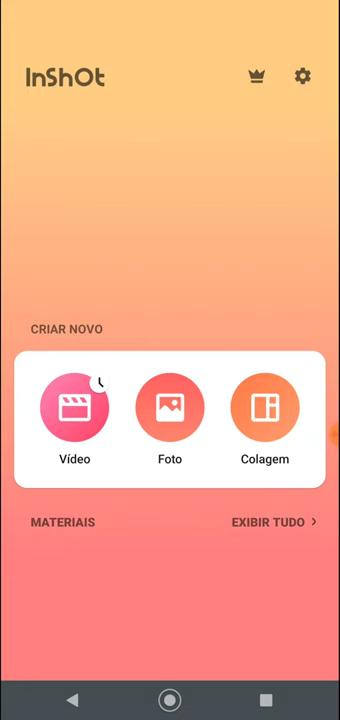 InShOt
CRIAR NOVO
Vídeo
Foto
Colagem
MATERIAIS
EXIBIR TUDO